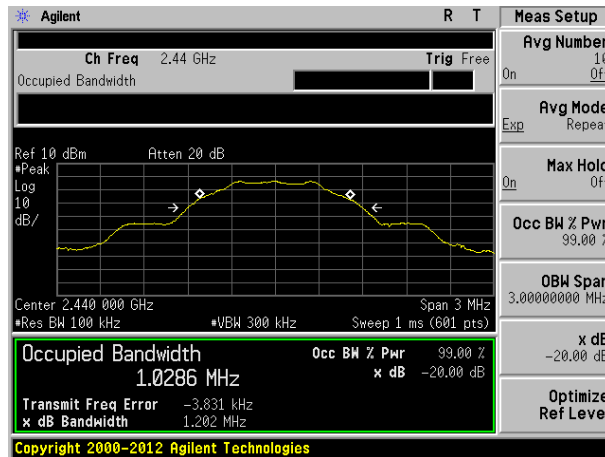 Agilent R T
Ch Freq 2.44 GHz Trig Free
Occupied Bandwidth
Ref 10 dBm Atten 20 dB
#Peak
Log
10
dB/
Center 2.440 000 GHz Span 3 MHz
#Res BW 100 kHz #VBW 300 kHz Sweep 1 ms (601 pts)
Occupied Bandwidth Occ BW % Pwr 99.00 %
1.0286 MHz x dB -20.00 dB
Transmit Freq Error -3.831 kHz
x dB Bandwidth 1.202 MHz
Copyright 2000-2012 Agilent Technologies
Meas Setup
Avg Number
10
On Off
Avg Mode
Exp Repeat
Max Hold
On Off
Occ BW % Pwr
99.00 %
OBW Span
3.00000000 MHz
x dB
-20.00 dB
Optimize
Ref Level